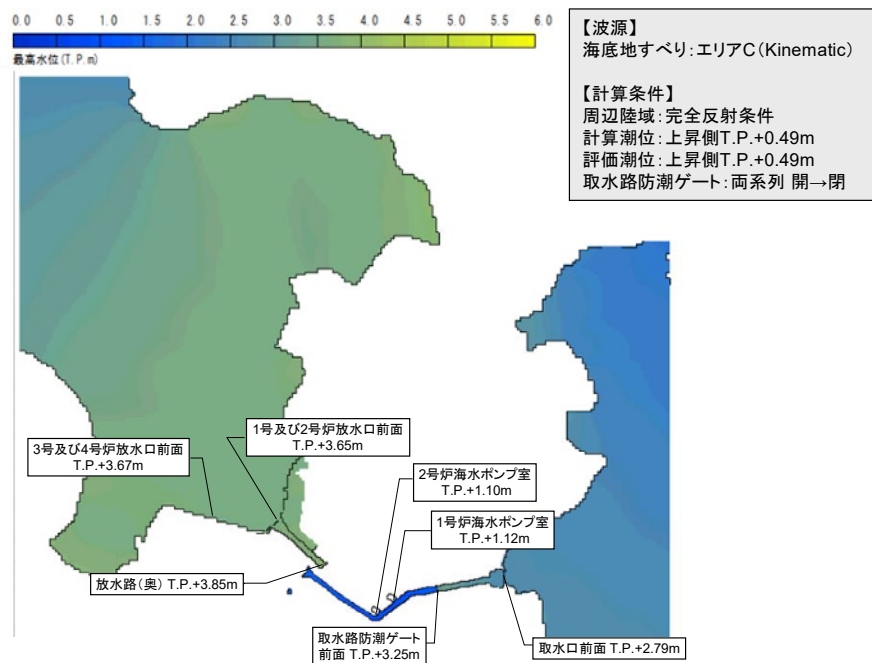 0.0 0.5 1.0 1.5 2.0 2.5 3.0 3.5 4.0 4.5 5.0 5.5 6.0
最高水位(T.P.m)
【波源】
海底地すべり:エリアC(Kinematic)
【計算条件】
周辺陸域:完全反射条件
計算潮位:上昇側T.P.+0.49m
評価潮位:上昇側T.P.+0.49m
取水路防潮ゲート:両系列 開→閉
1号及び2号炉放水口前面
T.P.+3.65m
3号及び4号炉放水口前面
T.P.+3.67m
2号炉海水ポンプ室
T.P.+1.10m
1号炉海水ポンプ室
T.P.+1.12m
放水路(奥) T.P.+3.85m
取水路防潮ゲート
前面 T.P.+3.25m
取水口前面 T.P.+2.79m